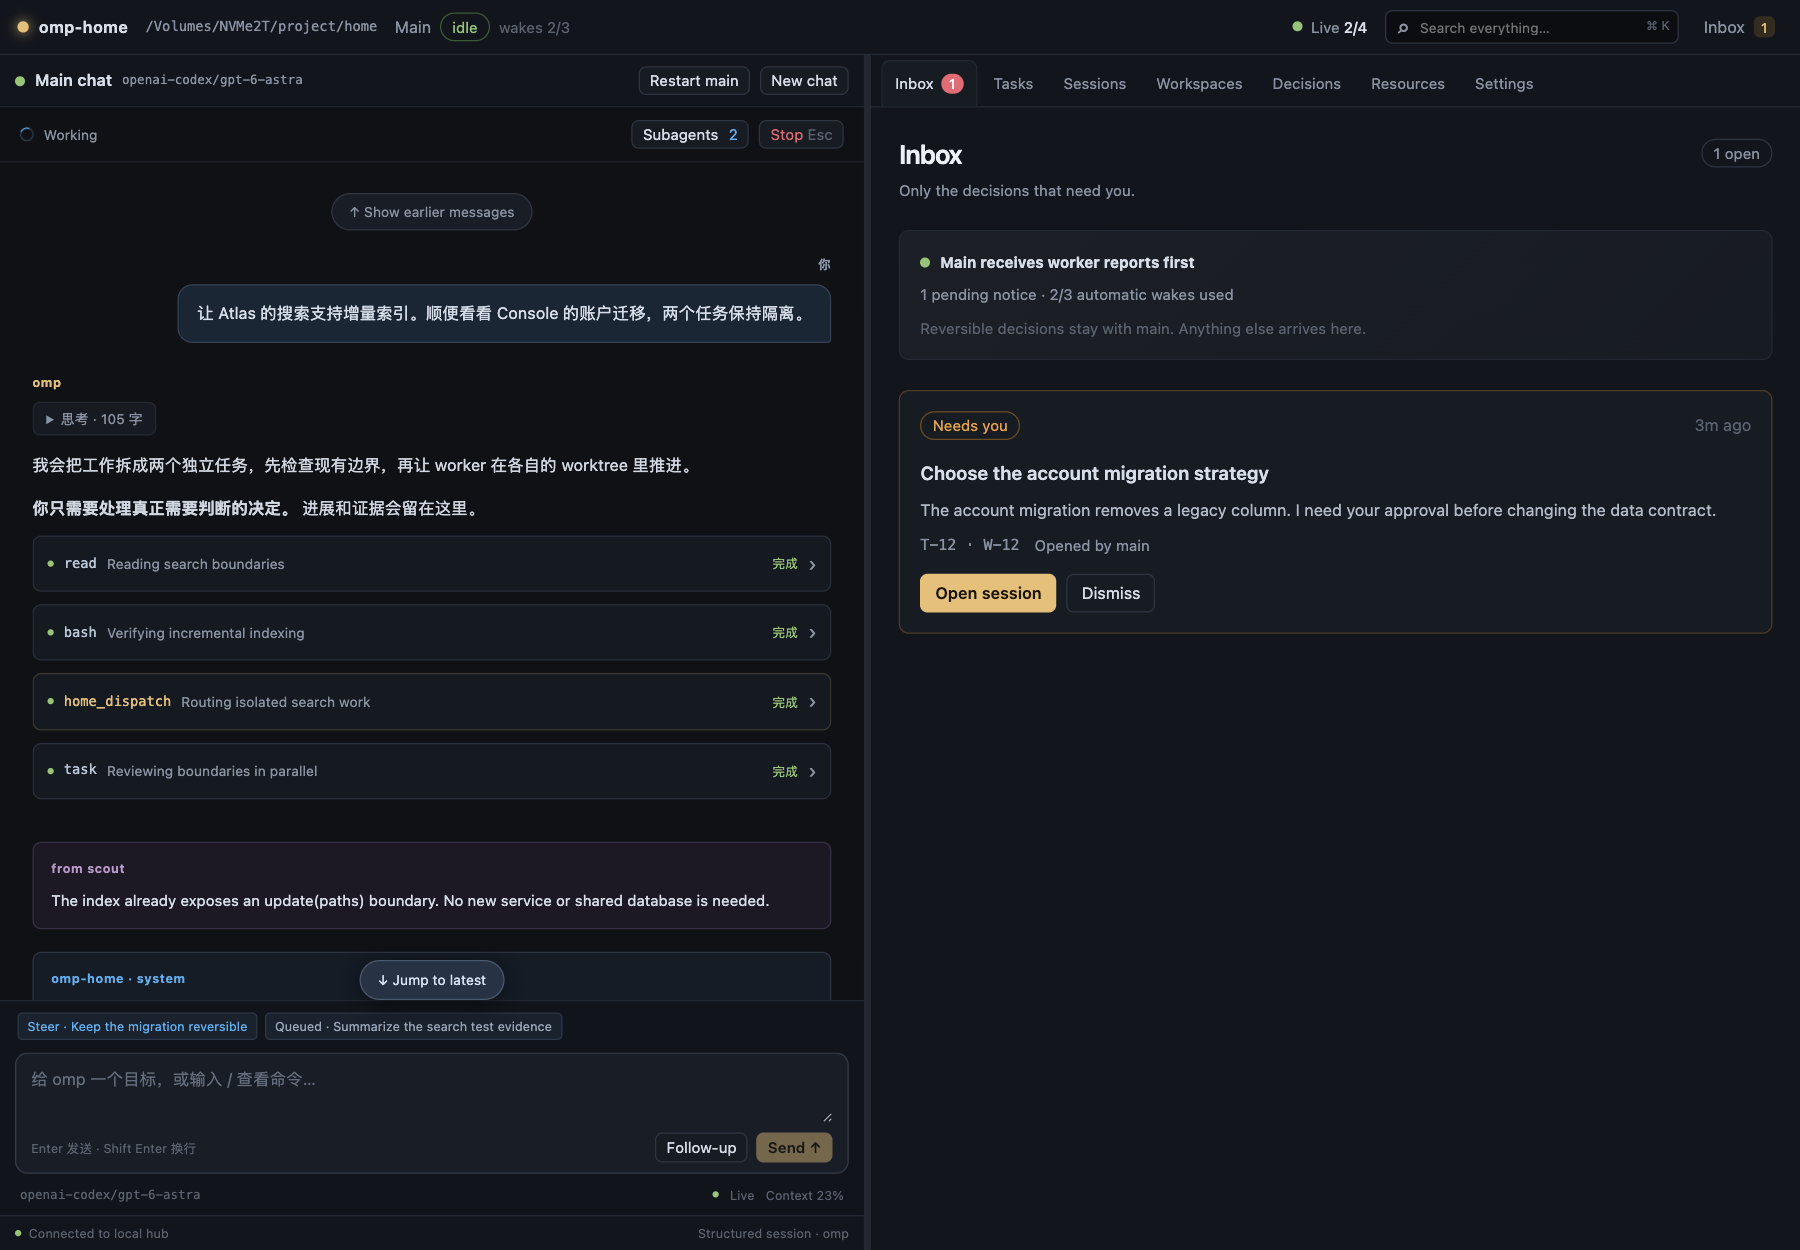 omp-home /Volumes/NVMe2T/project/home Main idle wakes 2/3
Live 2/4 Search everything... ⌘ K Inbox 1
Main chat openai-codex/gpt-6-astra Restart main New chat
Working Subagents 2 Stop Esc
↑ Show earlier messages
你
让 Atlas 的搜索支持增量索引。顺便看看 Console 的账户迁移，两个任务保持隔离。
omp
▶ 思考 · 105 字
我会把工作拆成两个独立任务，先检查现有边界，再让 worker 在各自的 worktree 里推进。
你只需要处理真正需要判断的决定。 进展和证据会留在这里。
read Reading search boundaries 完成 ›
bash Verifying incremental indexing 完成 ›
home_dispatch Routing isolated search work 完成 ›
task Reviewing boundaries in parallel 完成 ›
from scout
The index already exposes an update(paths) boundary. No new service or shared database is needed.
omp-home · system
↓ Jump to latest
Steer · Keep the migration reversible Queued · Summarize the search test evidence
给 omp 一个目标，或输入 / 查看命令...
Enter 发送 · Shift Enter 换行 Follow-up Send ↑
openai-codex/gpt-6-astra Live Context 23%
Connected to local hub Structured session · omp
Inbox 1 Tasks Sessions Workspaces Decisions Resources Settings
Inbox 1 open
Only the decisions that need you.
Main receives worker reports first
1 pending notice · 2/3 automatic wakes used
Reversible decisions stay with main. Anything else arrives here.
Needs you 3m ago
Choose the account migration strategy
The account migration removes a legacy column. I need your approval before changing the data contract.
T-12 · W-12 Opened by main
Open session Dismiss